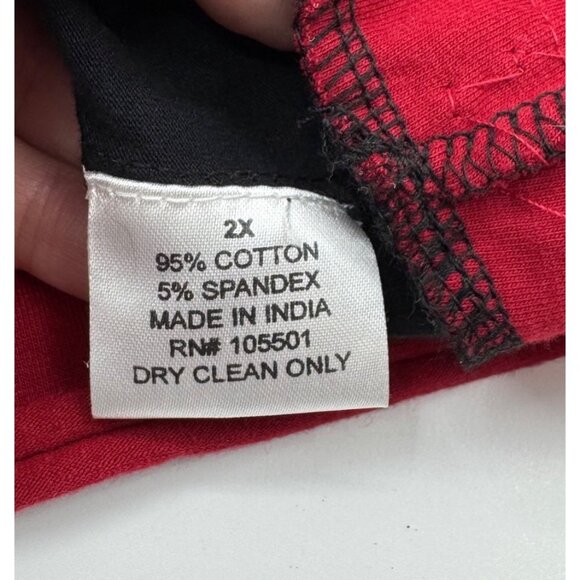 2X
95% COTTON
5% SPANDEX
MADE IN INDIA
RN# 105501
DRY CLEAN ONLY